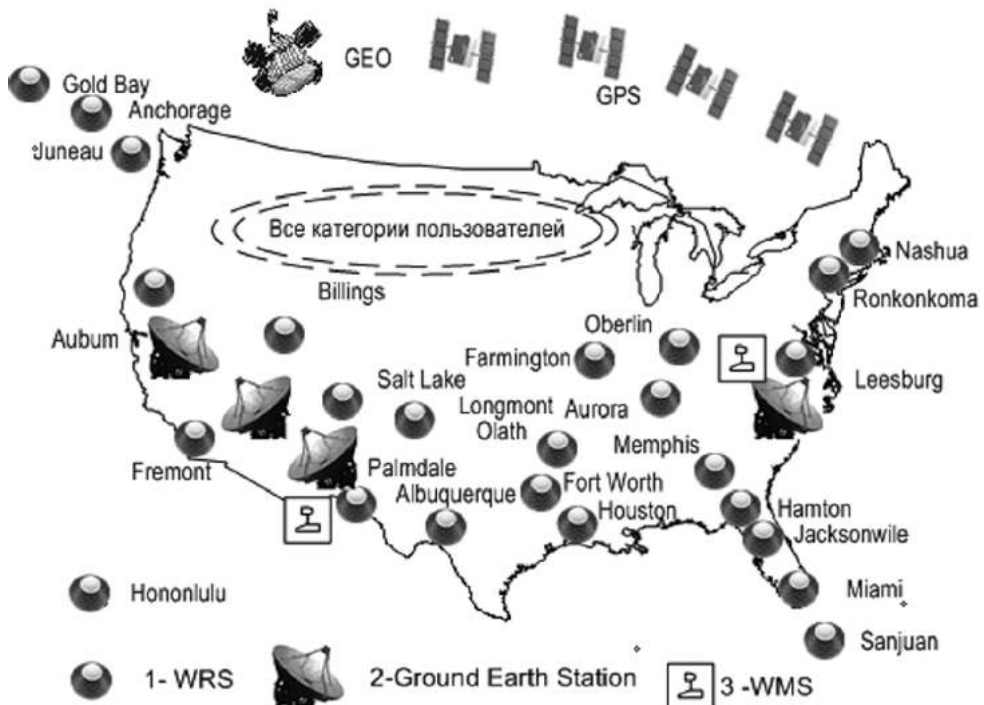 GEO
GPS
Gold Bay
Anchorage
Juneau
Все категории пользователей
Billings
Nashua
Ronkonkoma
Oberlin
Aubum
Farmington
Leesburg
Salt Lake
Longmont
Olath
Aurora
Memphis
Fremont
Palmdale
Albuquerque
Fort Worth
Houston
Hamton
Jacksonwile
Hononlulu
Miami
Sanjuan
1- WRS
2-Ground Earth Station
3 -WMS